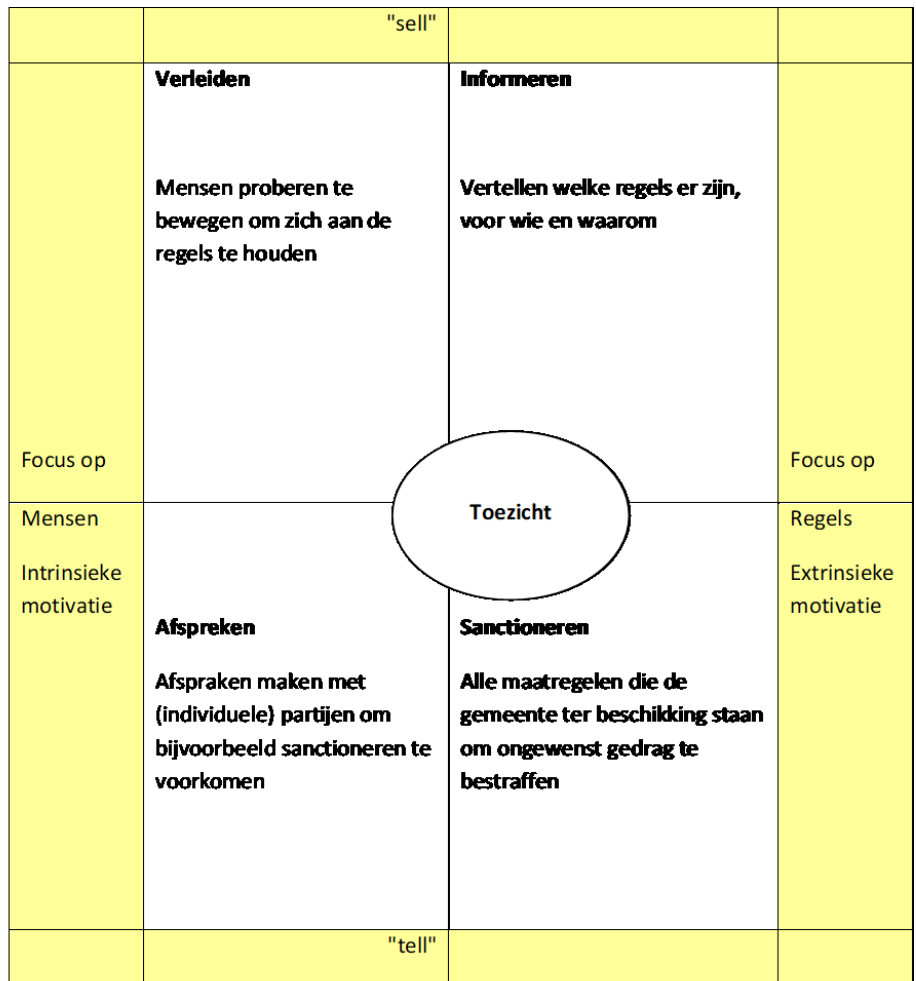 "sell"
Verleiden
Mensen proberen te
bewegen om zich aan de
regels te houden
Informeren
Vertellen welke regels er zijn,
voor wie en waarom
Focus op
Mensen
Intrinsieke
motivatie
Focus op
Regels
Extrinsieke
motivatie
Toezicht
Afspreken
Afspraken maken met
(individuele) partijen om
bijvoorbeeld sanctioneren te
voorkomen
Sanctioneren
Alle maatregelen die de
gemeente ter beschikking staan
om ongewenst gedrag te
bestraffen
"tell"